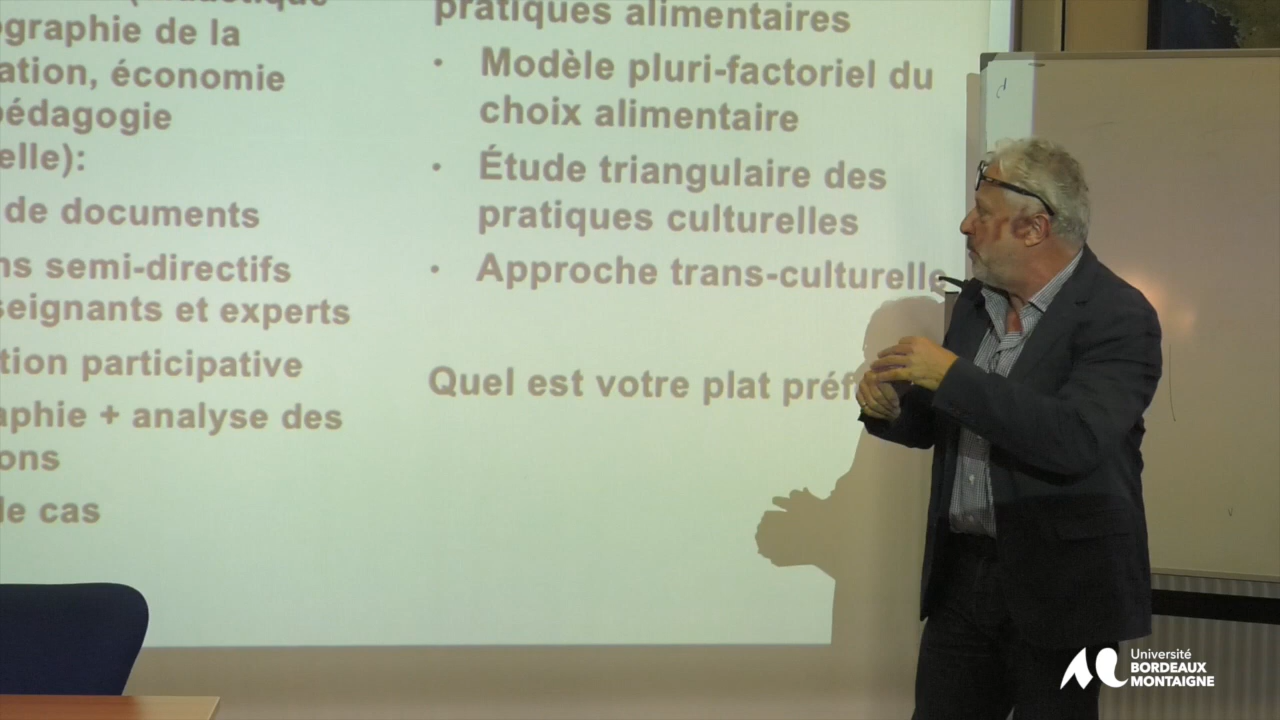 graphie de la
ation, économie
pédagogie
elle):
de documents
ns semi-directifs
seignants et experts
tion participative
aphie + analyse des
ons
de cas
pratiques alimentaires
• Modèle pluri-factoriel du
choix alimentaire
• Étude triangulaire des
pratiques culturelles
• Approche trans-culturelle
Quel est votre plat préf
Université
BORDEAUX
MONTAIGNE